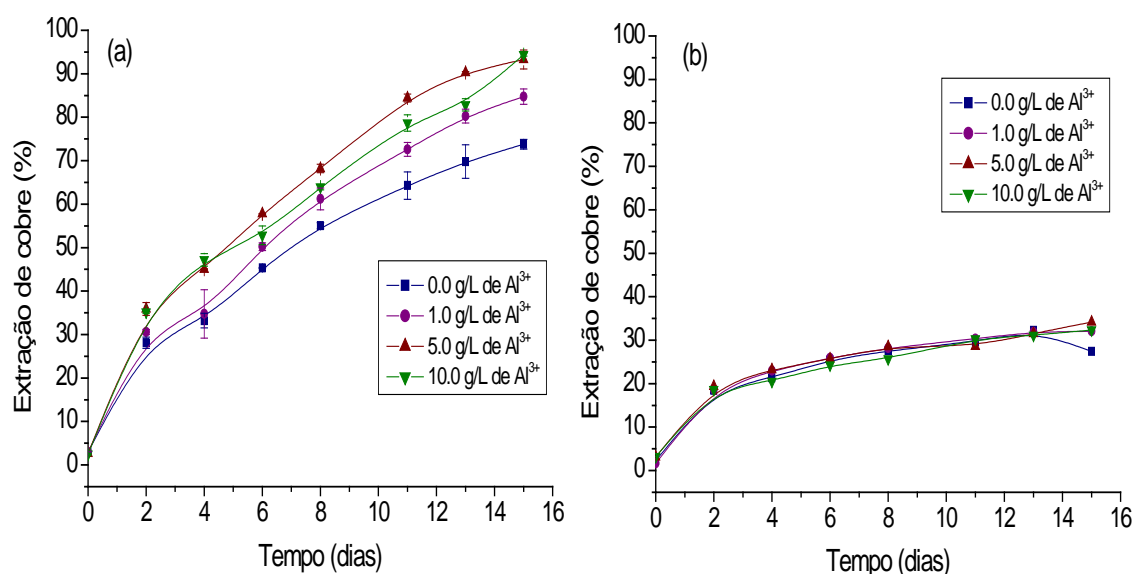 (a)
Extração de cobre (%)
100
90
80
70
60
50
40
30
20
10
0
0.0 g/L de Al³⁺
1.0 g/L de Al³⁺
5.0 g/L de Al³⁺
10.0 g/L de Al³⁺
0 2 4 6 8 10 12 14 16
Tempo (dias)
(b)
Extração de cobre (%)
100
90
80
70
60
50
40
30
20
10
0
0.0 g/L de Al³⁺
1.0 g/L de Al³⁺
5.0 g/L de Al³⁺
10.0 g/L de Al³⁺
0 2 4 6 8 10 12 14 16
Tempo (dias)